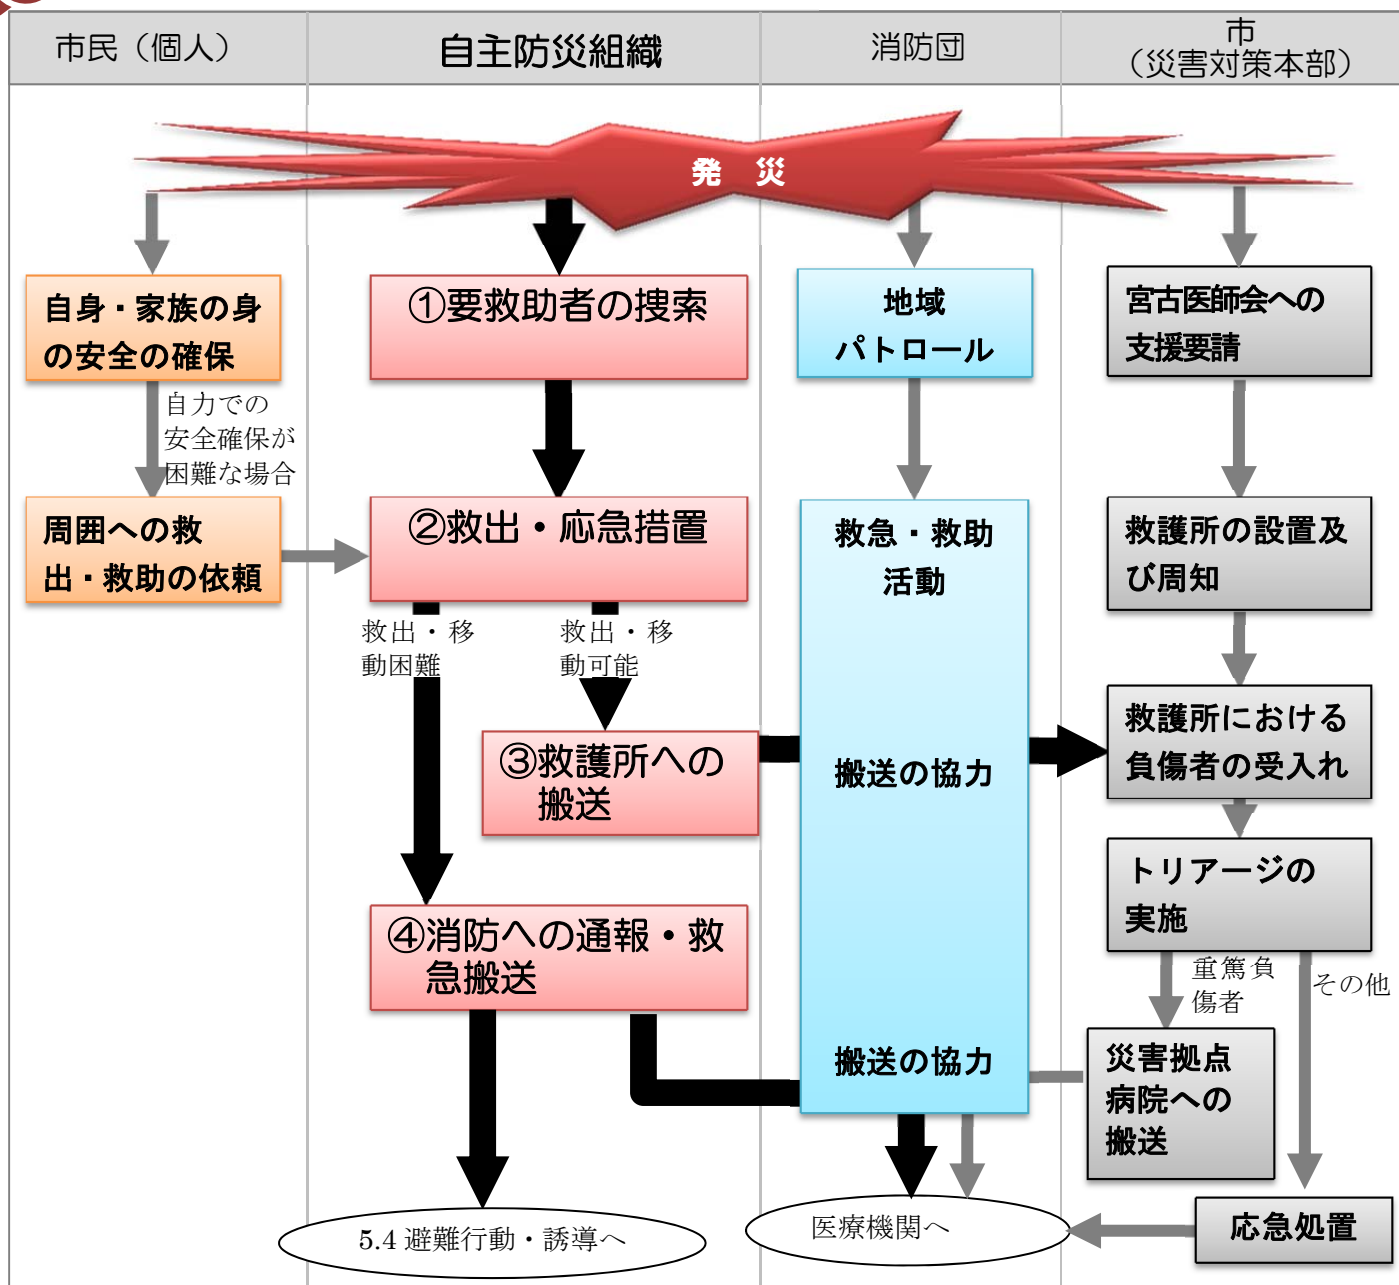 市民（個人）
自主防災組織
消防団
市
（災害対策本部）
発　災
自身・家族の身
の安全の確保
①要救助者の捜索
地域
パトロール
宮古医師会への
支援要請
自力での
安全確保が
困難な場合
周囲への救
出・救助の依頼
②救出・応急措置
救急・救助
活動
救護所の設置及
び周知
救出・移
動困難
救出・移
動可能
③救護所への
搬送
搬送の協力
救護所における
負傷者の受入れ
④消防への通報・救
急搬送
トリアージの
実施
重篤負
傷者
その他
搬送の協力
災害拠点
病院への
搬送
5.4 避難行動・誘導へ
医療機関へ
応急処置